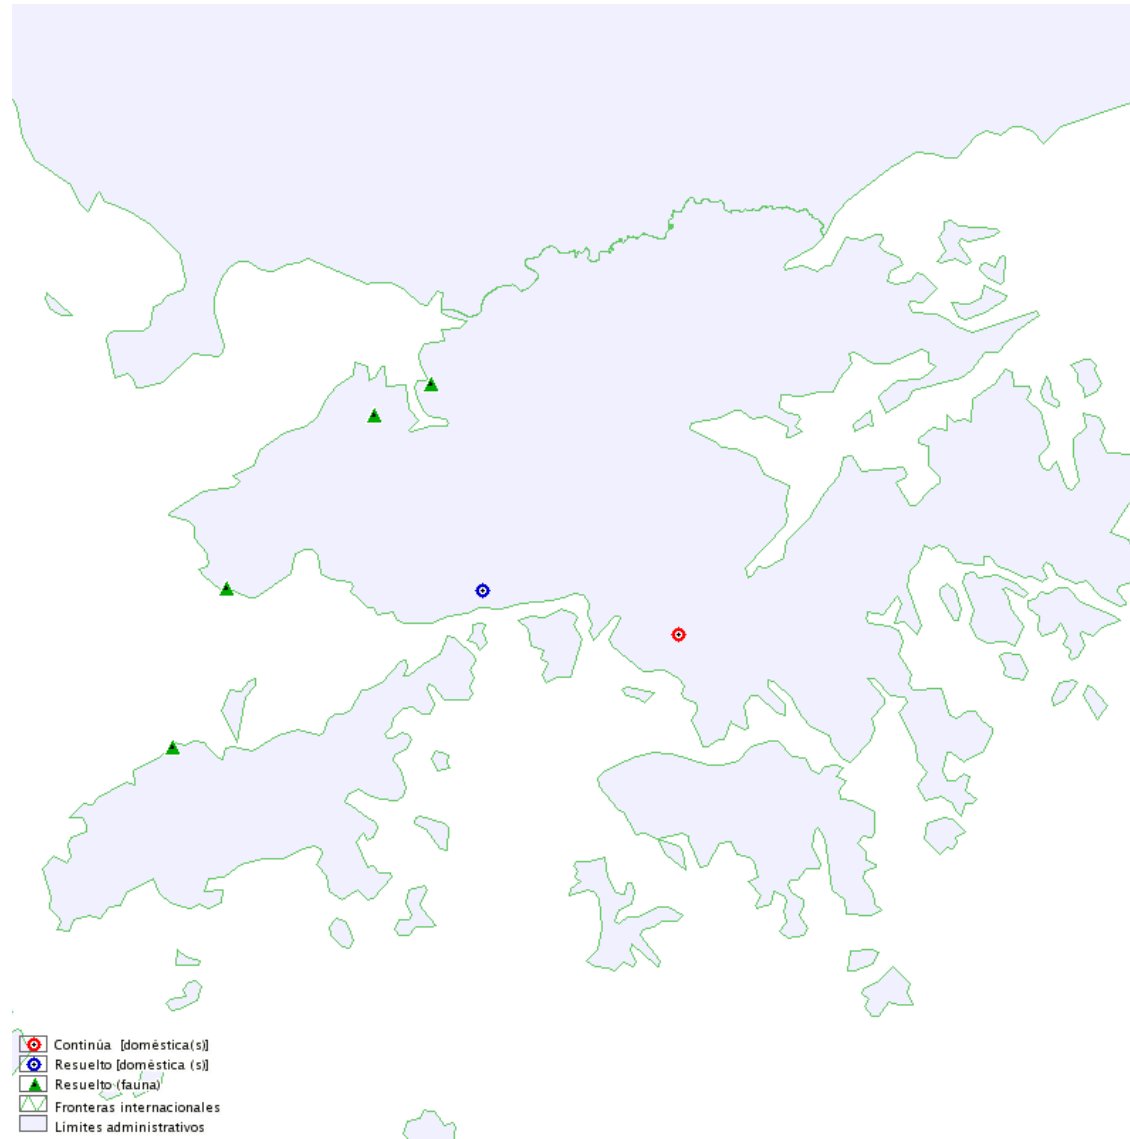 Continúa [doméstica(s)]
Resuelto [doméstica (s)]
Resuelto (fauna)
Fronteras internacionales
Límites administrativos